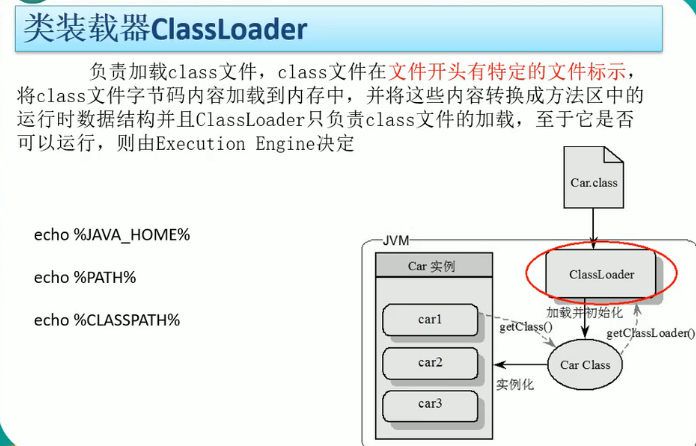 类装载器ClassLoader
负责加载class文件，class文件在文件开头有特定的文件标示，
将class文件字节码内容加载到内存中，并将这些内容转换成方法区中的
运行时数据结构并且ClassLoader只负责class文件的加载，至于它是否
可以运行，则由Execution Engine决定
echo %JAVA_HOME%
echo %PATH%
echo %CLASSPATH%
Car.class
JVM
Car 实例
ClassLoader
加载并初始化
car1
getClass()
getClassLoader()
car2
Car Class
实例化
car3